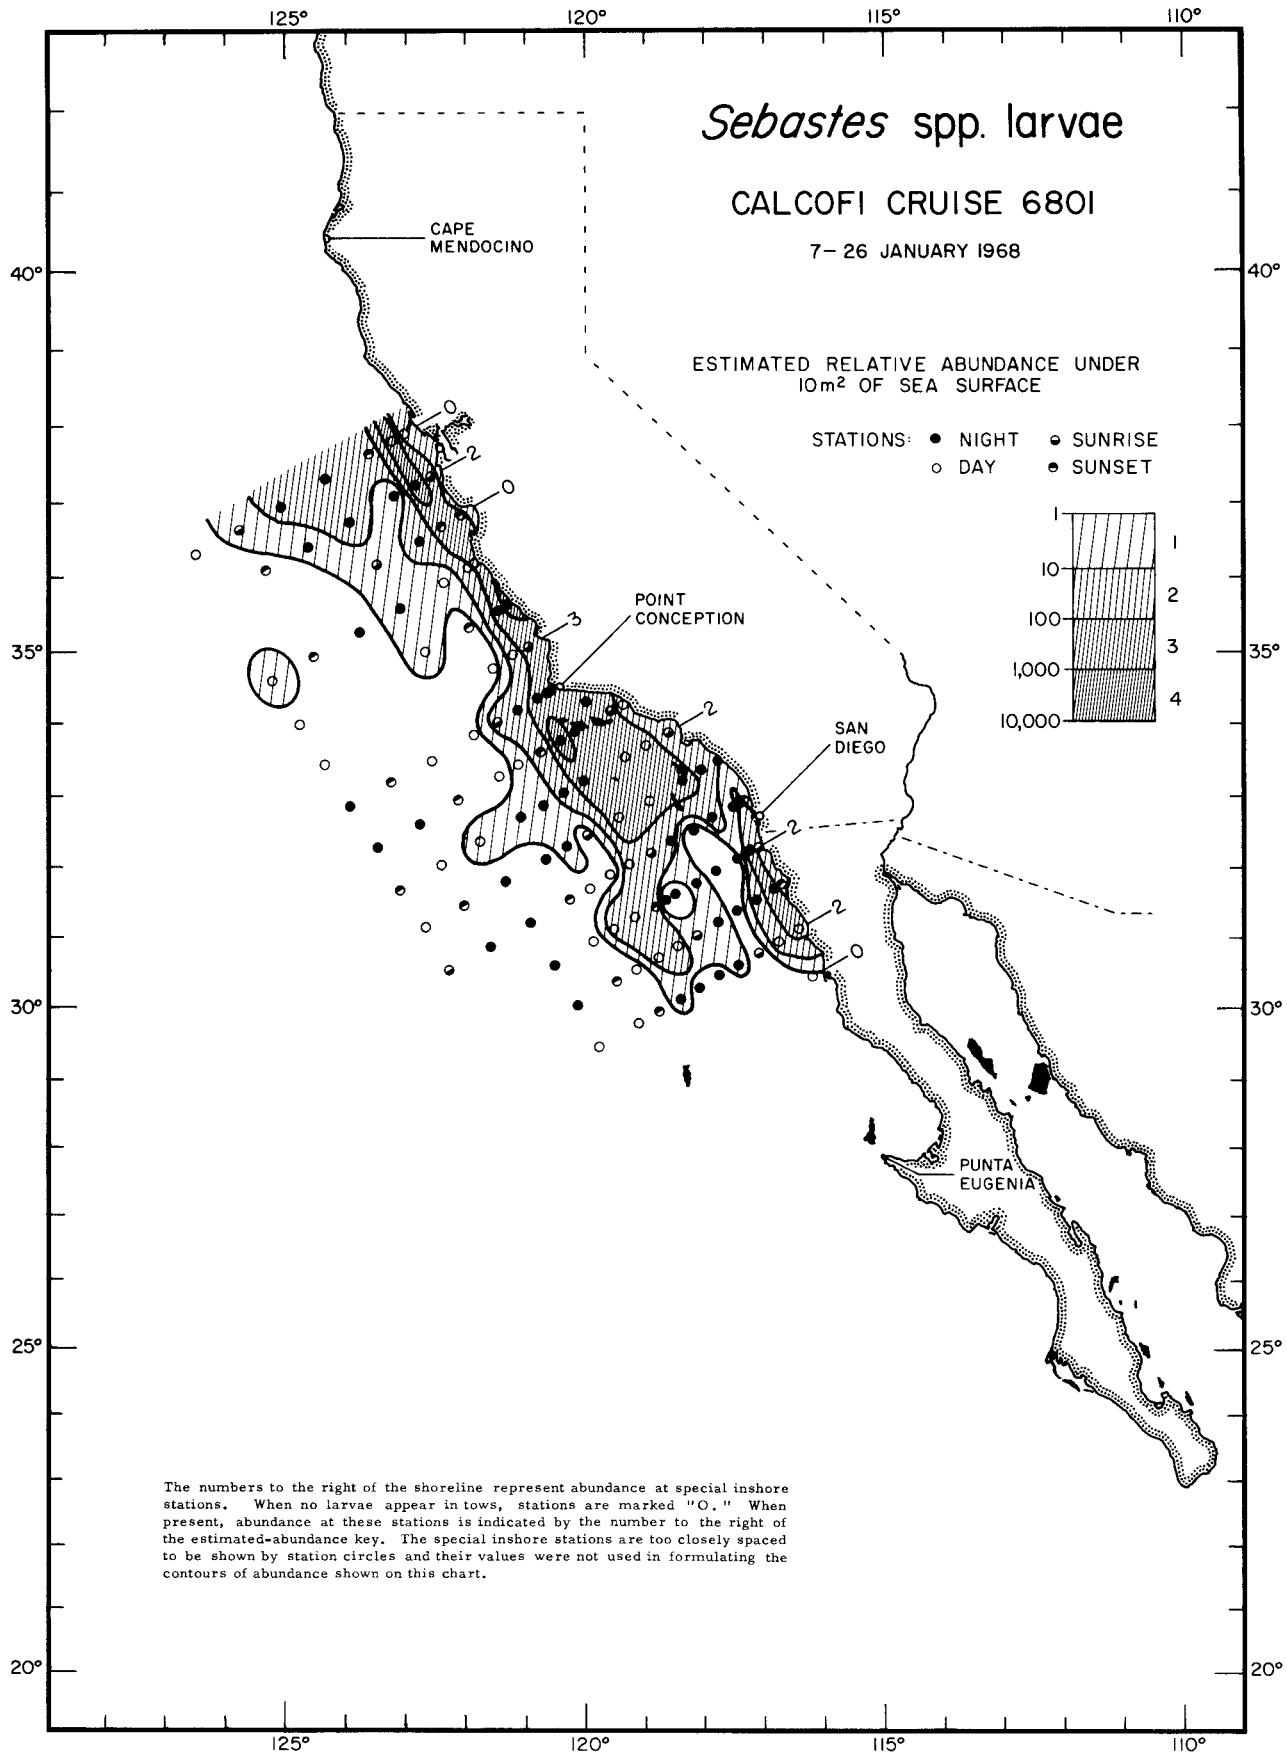 125° 120° 115° 110°
Sebastes spp. larvae
CALCOFI CRUISE 6801
7–26 JANUARY 1968
CAPE
MENDOCINO
40° 40°
ESTIMATED RELATIVE ABUNDANCE UNDER
10m² OF SEA SURFACE
STATIONS: ● NIGHT ◒ SUNRISE
○ DAY ◓ SUNSET
0
2
0
1
10
100
1,000
10,000
1
2
3
4
3
POINT
CONCEPTION
35° 35°
2
SAN
DIEGO
2
2
0
30° 30°
PUNTA
EUGENIA
25° 25°
The numbers to the right of the shoreline represent abundance at special inshore
stations. When no larvae appear in tows, stations are marked "O." When
present, abundance at these stations is indicated by the number to the right of
the estimated-abundance key. The special inshore stations are too closely spaced
to be shown by station circles and their values were not used in formulating the
contours of abundance shown on this chart.
20° 20°
125° 120° 115° 110°